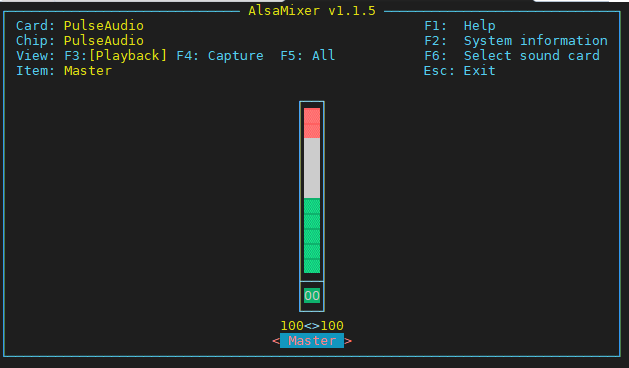 AlsaMixer v1.1.5
Card: PulseAudio F1: Help
Chip: PulseAudio F2: System information
View: F3:[Playback] F4: Capture F5: All F6: Select sound card
Item: Master Esc: Exit
OO
100<>100
< Master >